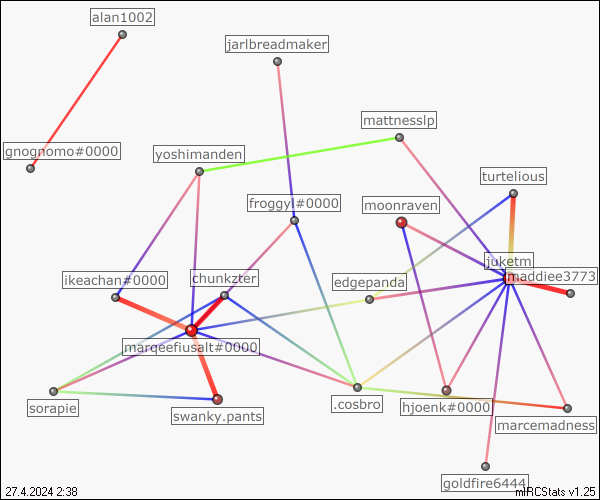 alan1002
jarlbreadmaker
mattnesslp
gnognomo#0000
yoshimanden
turtelious
froggyl#0000
moonraven
juketm
ikeachan#0000
chunkzter
edgepanda
maddiee3773
marqeefiusalt#0000
sorapie
swanky.pants
.cosbro
hjoenk#0000
marcemadness
goldfire6444
27.4.2024 2:38
mIRCStats v1.25